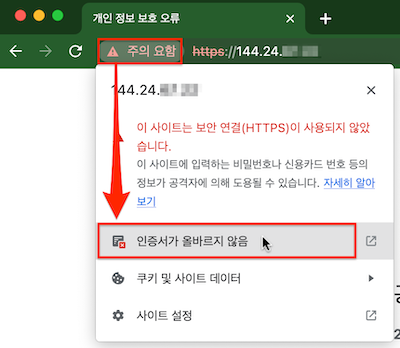 개인 정보 보호 오류
주의 요함
https://144.24.
144.24.
이 사이트는 보안 연결(HTTPS)이 사용되지 않았
습니다.
이 사이트에 입력하는 비밀번호나 신용카드 번호 등의
정보가 공격자에 의해 도용될 수 있습니다. 자세히 알아
보기
인증서가 올바르지 않음
쿠키 및 사이트 데이터
사이트 설정